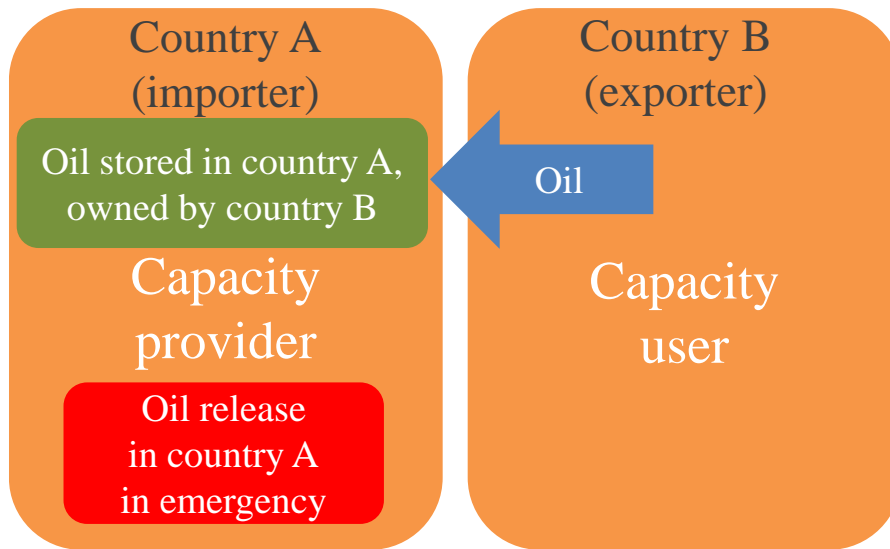 Country A
(importer)
Oil stored in country A,
owned by country B
Capacity
provider
Oil release
in country A
in emergency
Country B
(exporter)
Oil
Capacity
user